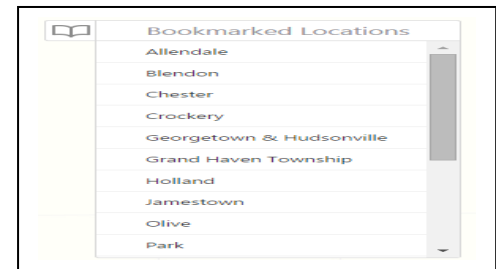 Bookmarked Locations
Allendale
Blendon
Chester
Crockery
Georgetown & Hudsonville
Grand Haven Township
Holland
Jamestown
Olive
Park